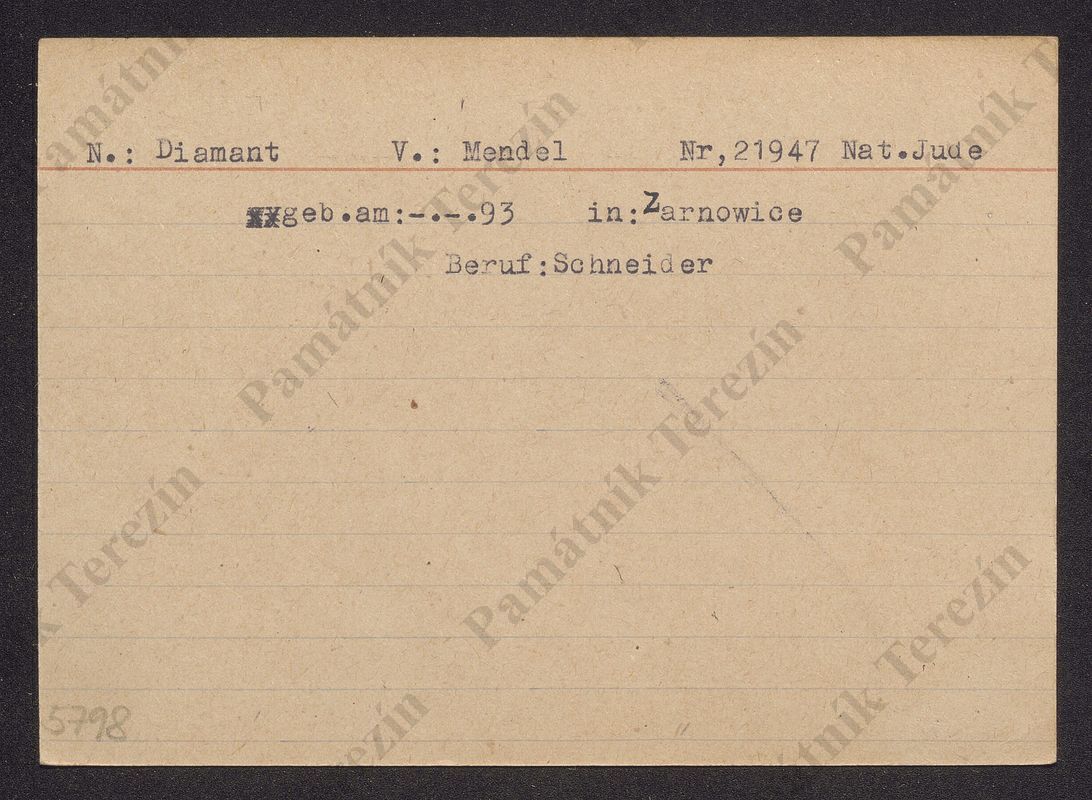 N.: Diamant V.: Mendel Nr,21947 Nat.Jude
geb.am:-.-.93 in:Zarnowice
Beruf:Schneider
5798
Památník Terezín